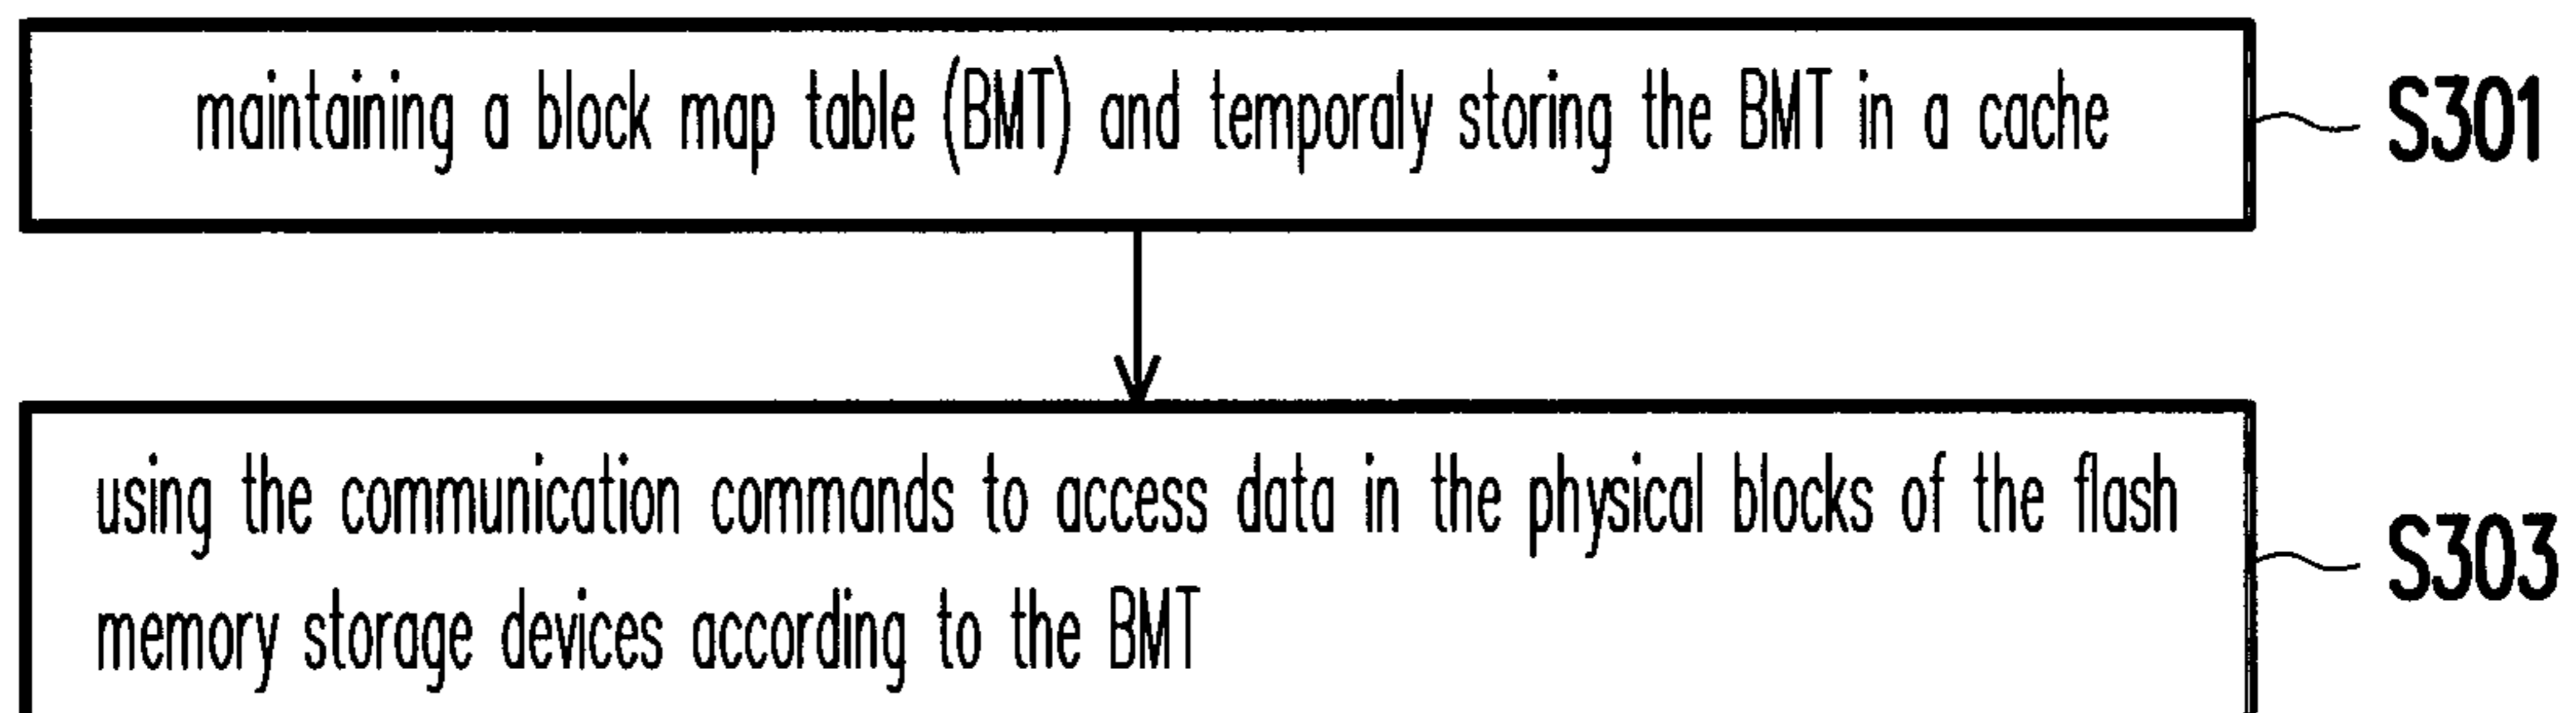 maintaining a block map table (BMT) and temporaly storing the BMT in a cache
S301
using the communication commands to access data in the physical blocks of the flash
memory storage devices according to the BMT
S303